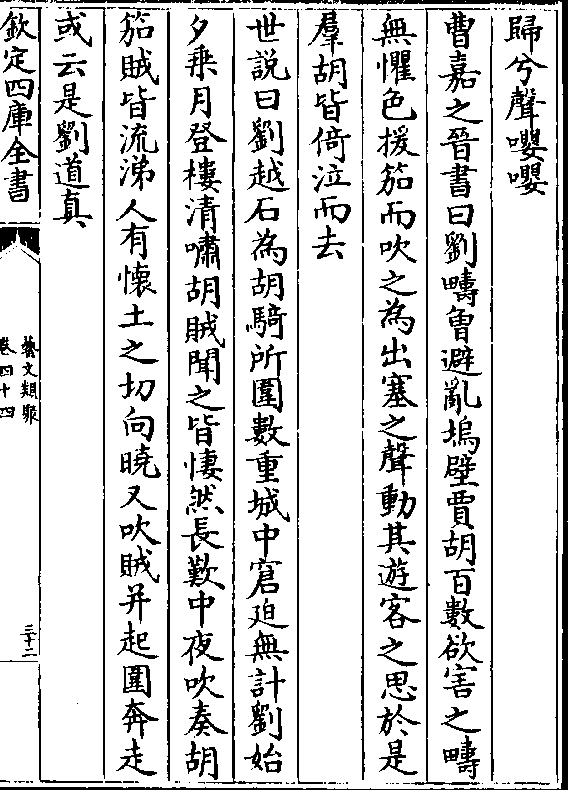 歸兮聲嚶嚶
曹嘉之晉書曰劉疇曾避亂塢壁賈胡百數欲害之疇
無懼色援笳而吹之為出塞之聲動其遊客之思於是
羣胡皆倚泣而去
世説曰劉越石為胡騎所圍數重城中窘迫無計劉始
夕乗月登樓清嘯胡賊聞之皆悽然長歎中夜吹奏胡
笳賊皆流涕人有懷土之切向曉又吹賊并起圍奔走
或云是劉道真
欽定四庫全書
藝文類聚
卷四十四
三十二